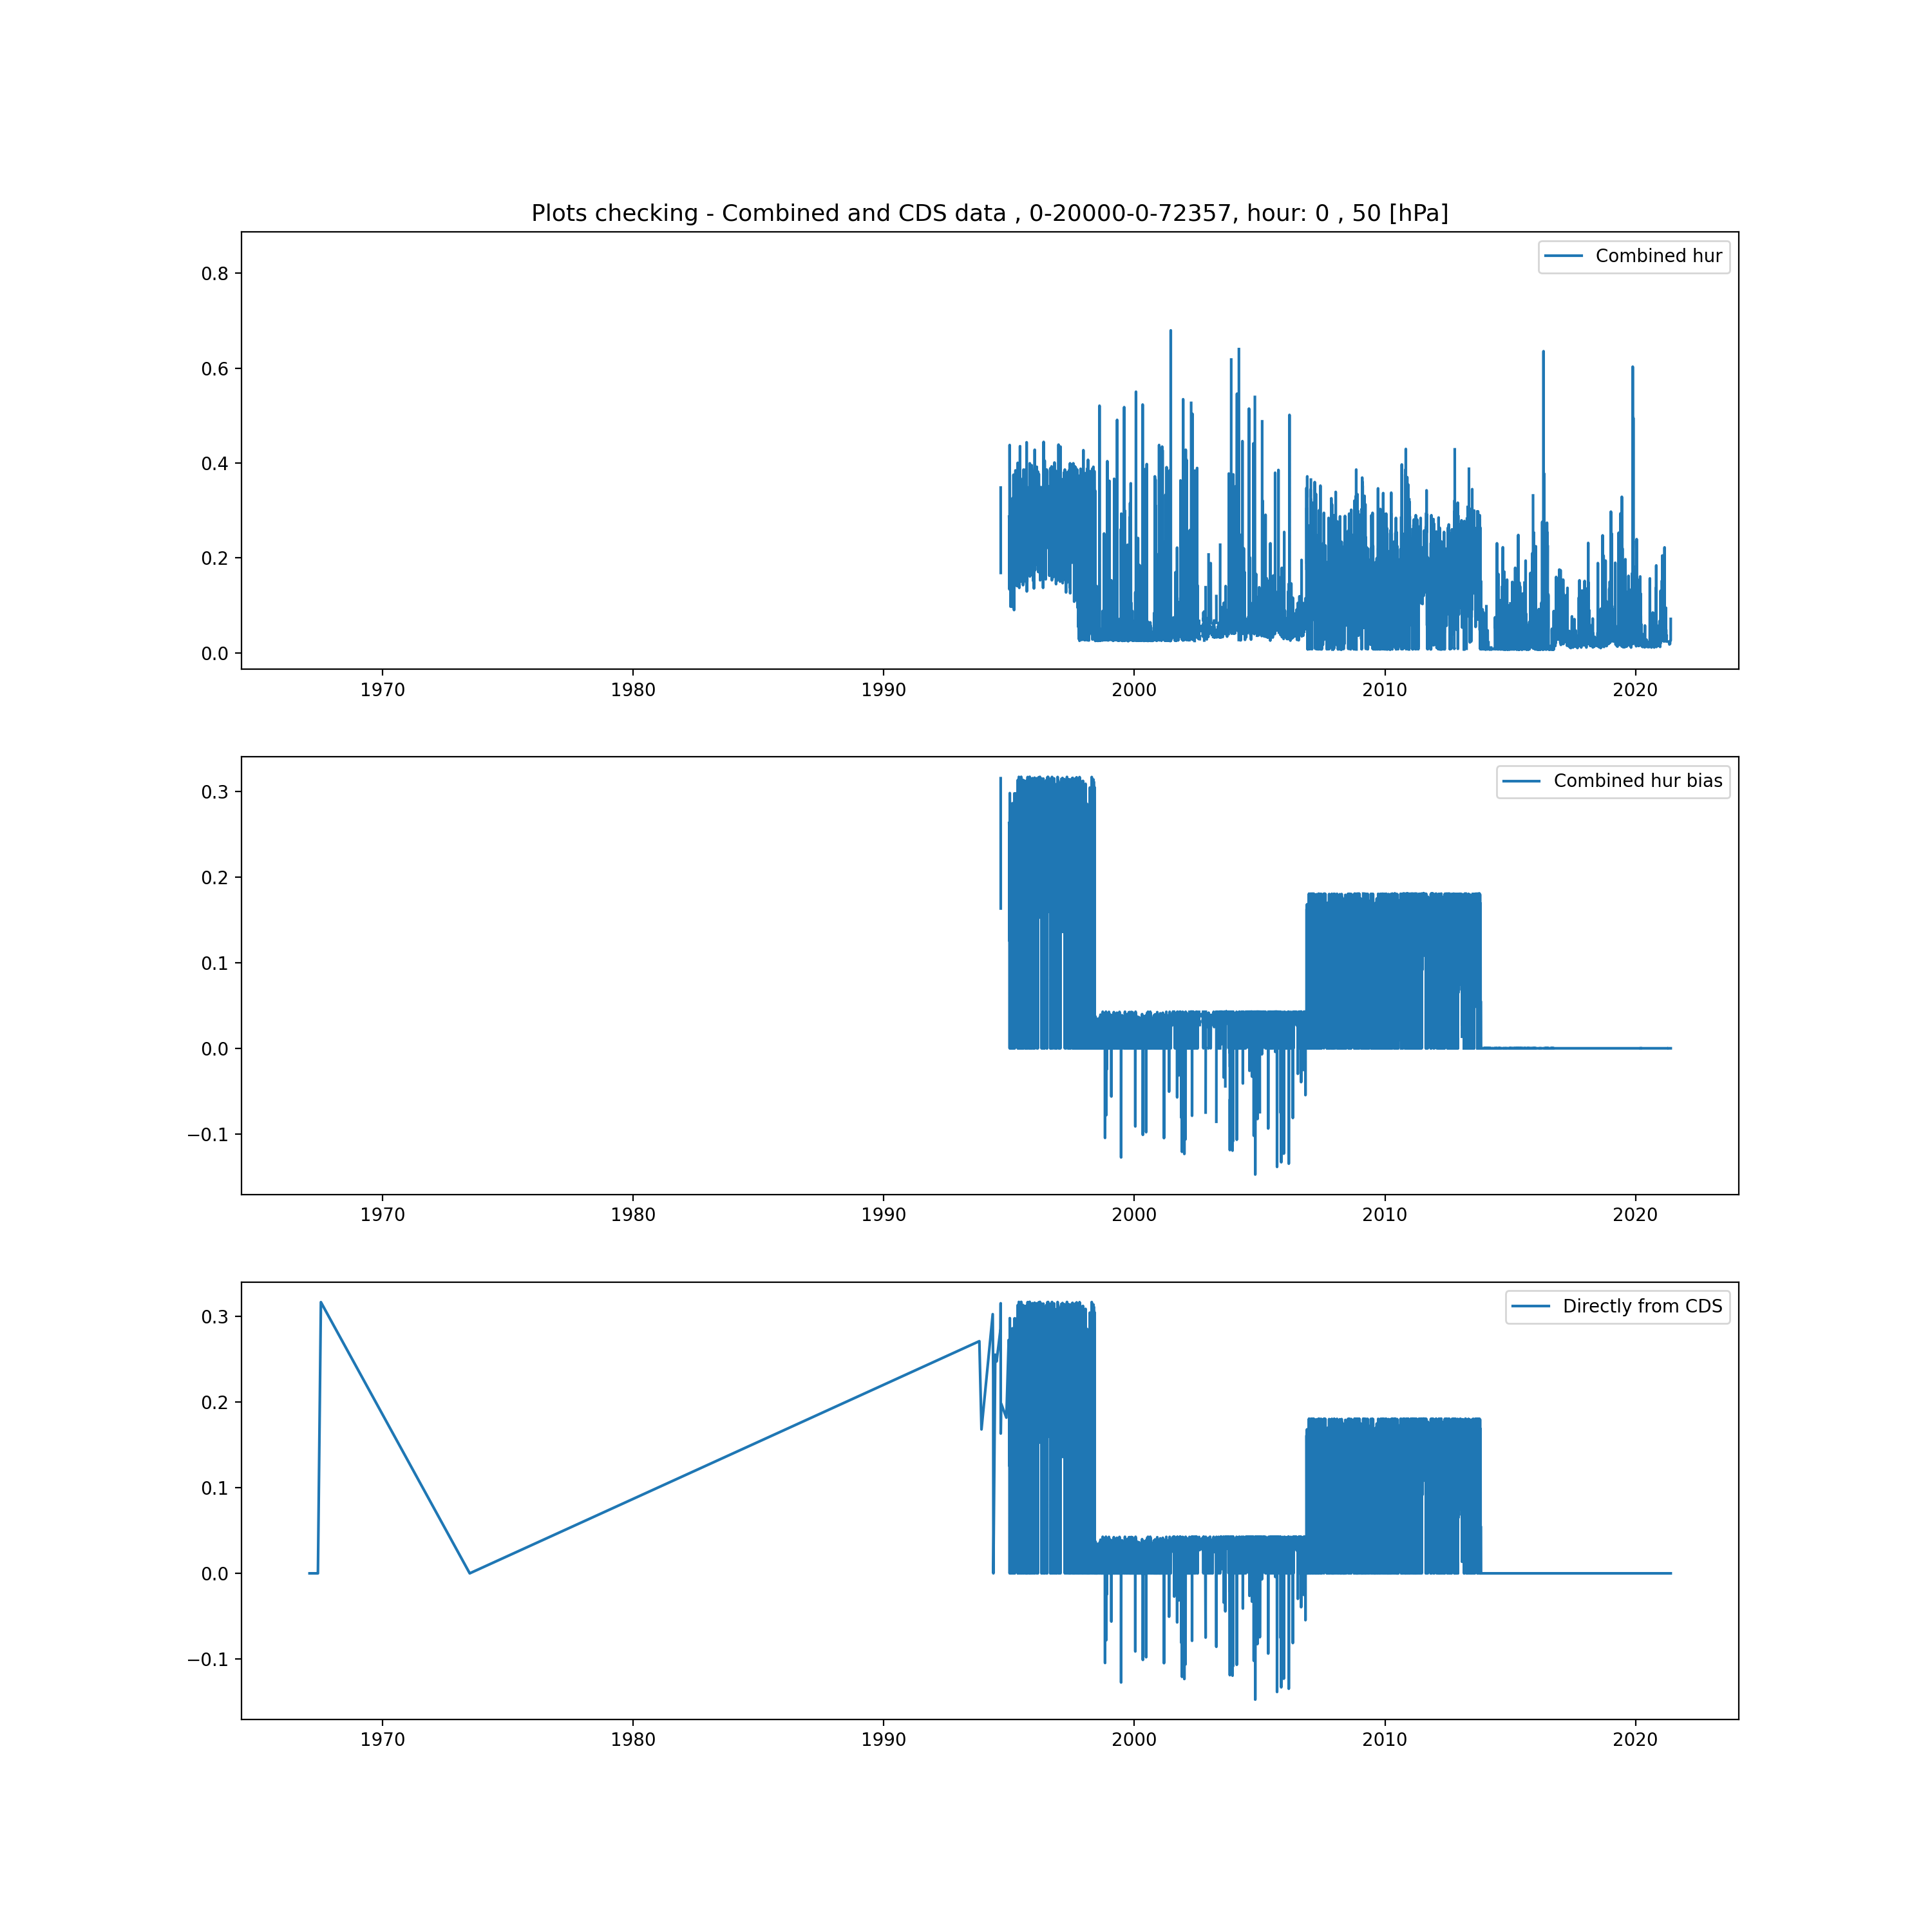 Plots checking - Combined and CDS data , 0-20000-0-72357, hour: 0 , 50 [hPa]
Combined hur
0.8
0.6
0.4
0.2
0.0
1970 1980 1990 2000 2010 2020
Combined hur bias
0.3
0.2
0.1
0.0
−0.1
1970 1980 1990 2000 2010 2020
Directly from CDS
0.3
0.2
0.1
0.0
−0.1
1970 1980 1990 2000 2010 2020